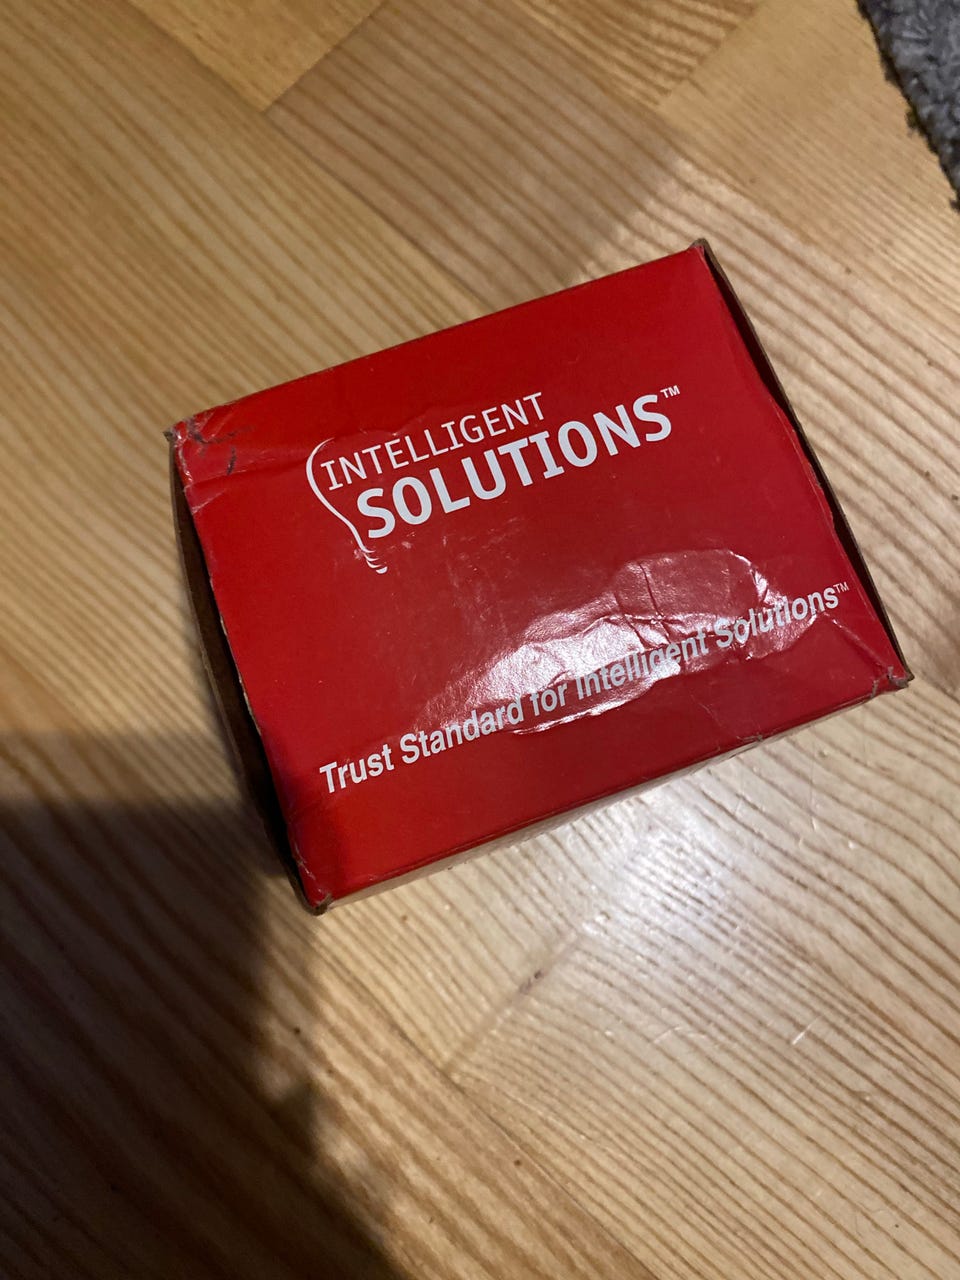 INTELLIGENT
SOLUTIONS™
Trust Standard for Intelligent Solutions™